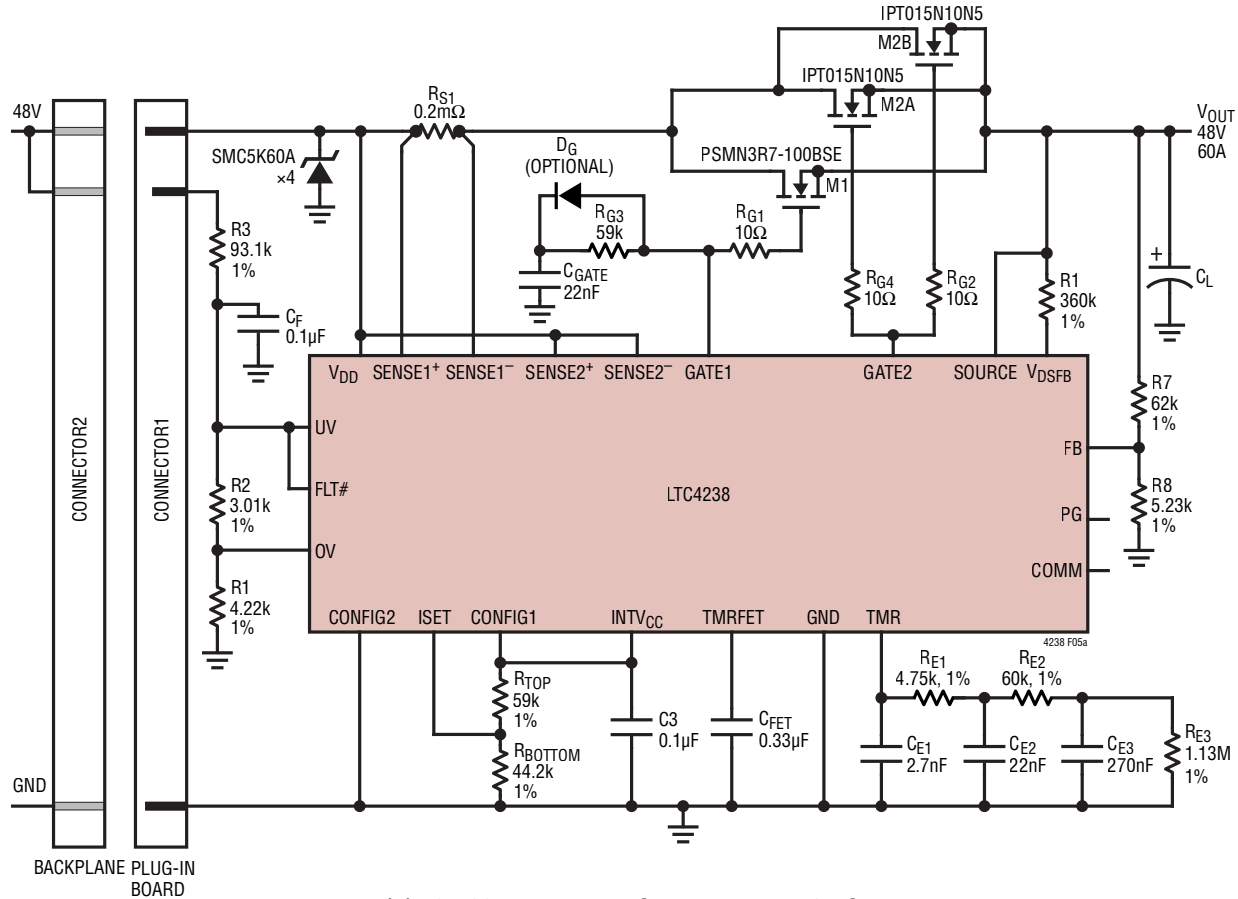 IPT015N10N5
M2B
IPT015N10N5
M2A
48V
RS1
0.2mΩ
VOUT
48V
60A
SMC5K60A
×4
DG
(OPTIONAL)
PSMN3R7-100BSE
M1
RG3
59k
RG1
10Ω
R3
93.1k
1%
CGATE
22nF
RG4
10Ω
RG2
10Ω
R1
360k
1%
+
CL
CF
0.1µF
VDD
SENSE1+
SENSE1–
SENSE2+
SENSE2–
GATE1
GATE2
SOURCE
VDSFB
R7
62k
1%
UV
FB
CONNECTOR2
CONNECTOR1
FLT#
LTC4238
R2
3.01k
1%
R8
5.23k
1%
PG
OV
COMM
R1
4.22k
1%
CONFIG2
ISET
CONFIG1
INTVCC
TMRFET
GND
TMR
4238 F05a
RE1
4.75k, 1%
RE2
60k, 1%
RTOP
59k
1%
C3
0.1µF
CFET
0.33µF
RBOTTOM
44.2k
1%
CE1
2.7nF
CE2
22nF
CE3
270nF
RE3
1.13M
1%
GND
BACKPLANE
PLUG-IN
BOARD